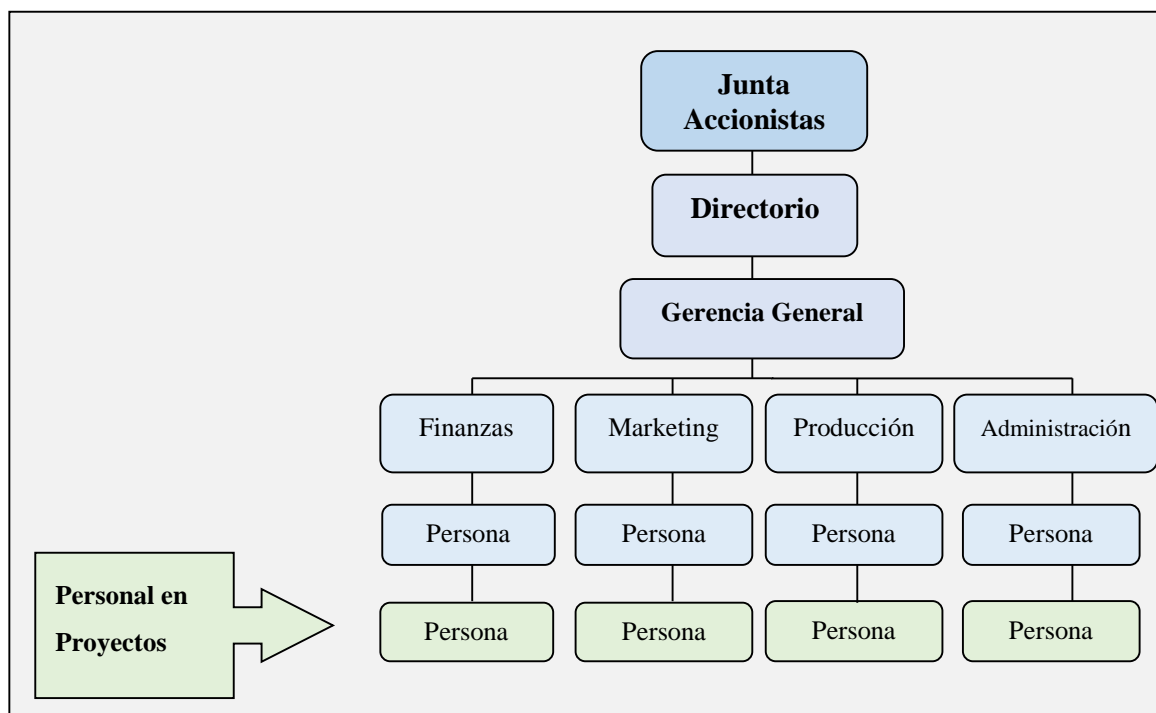 Junta
Accionistas
Directorio
Gerencia General
Finanzas
Marketing
Producción
Administración
Persona
Persona
Persona
Persona
Personal en
Proyectos
Persona
Persona
Persona
Persona